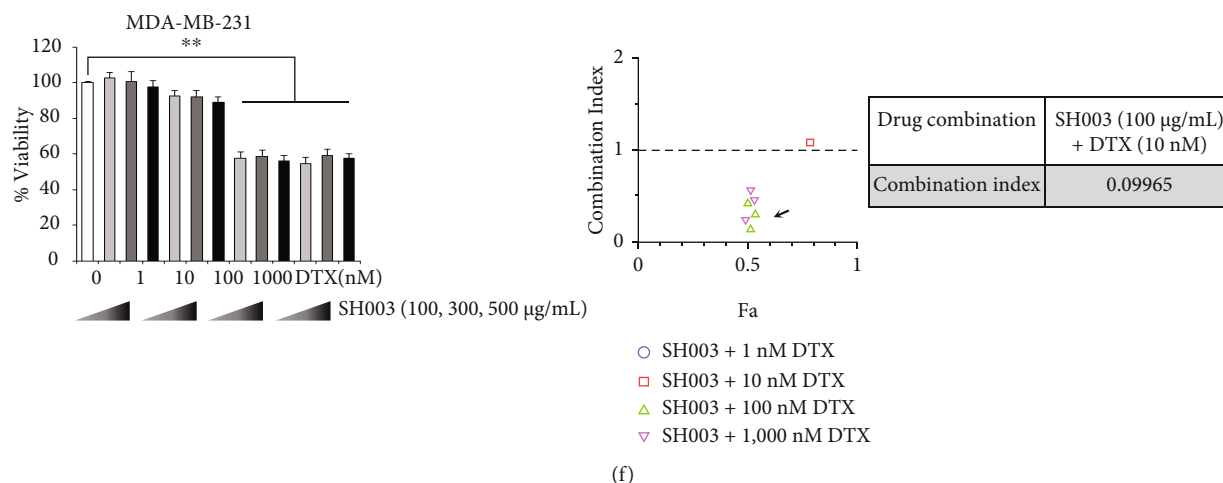 MDA-MB-231
**
120
100
80
60
40
20
0
% Viability
0 1 10 100 1000 DTX(nM)
SH003 (100, 300, 500 µg/mL)
2
1
0
Combination Index
0 0.5 1
Fa
SH003 + 1 nM DTX
SH003 + 10 nM DTX
SH003 + 100 nM DTX
SH003 + 1,000 nM DTX
Drug combination SH003 (100 µg/mL)
+ DTX (10 nM)
Combination index 0.09965
(f)